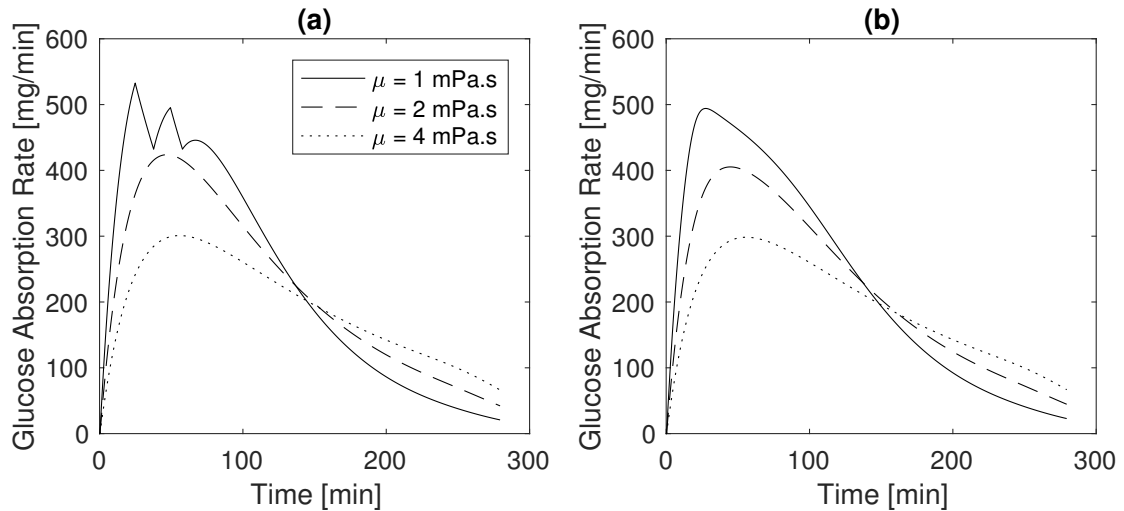 (a)
600
500
400
300
200
100
0
0
100
200
300
Glucose Absorption Rate [mg/min]
Time [min]
μ = 1 mPa.s
μ = 2 mPa.s
μ = 4 mPa.s
(b)
600
500
400
300
200
100
0
0
100
200
300
Glucose Absorption Rate [mg/min]
Time [min]